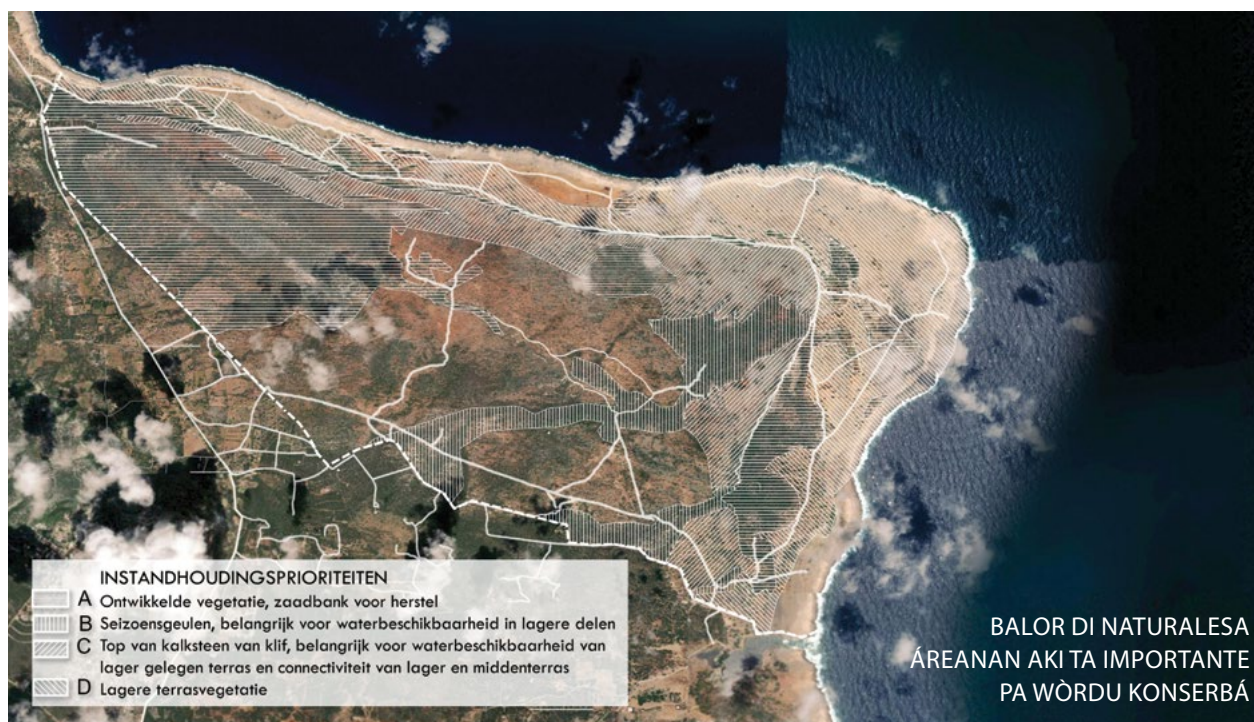 INSTANDHOUDINGSPRIORITEITEN
A Ontwikkelde vegetatie, zaadbank voor herstel
B Seizoensgeulen, belangrijk voor waterbeschikbaarheid in lagere delen
C Top van kalksteen van klif, belangrijk voor waterbeschikbaarheid van
lager gelegen terras en connectiviteit van lager en middenterras
D Lagere terrasvegetatie
BALOR DI NATURALESA
ÁREANAN AKI TA IMPORTANTE
PA WÒRDU KONSERBÁ